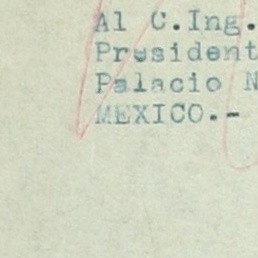 Al C.Ing.
President
Palacio N
MEXICO.-